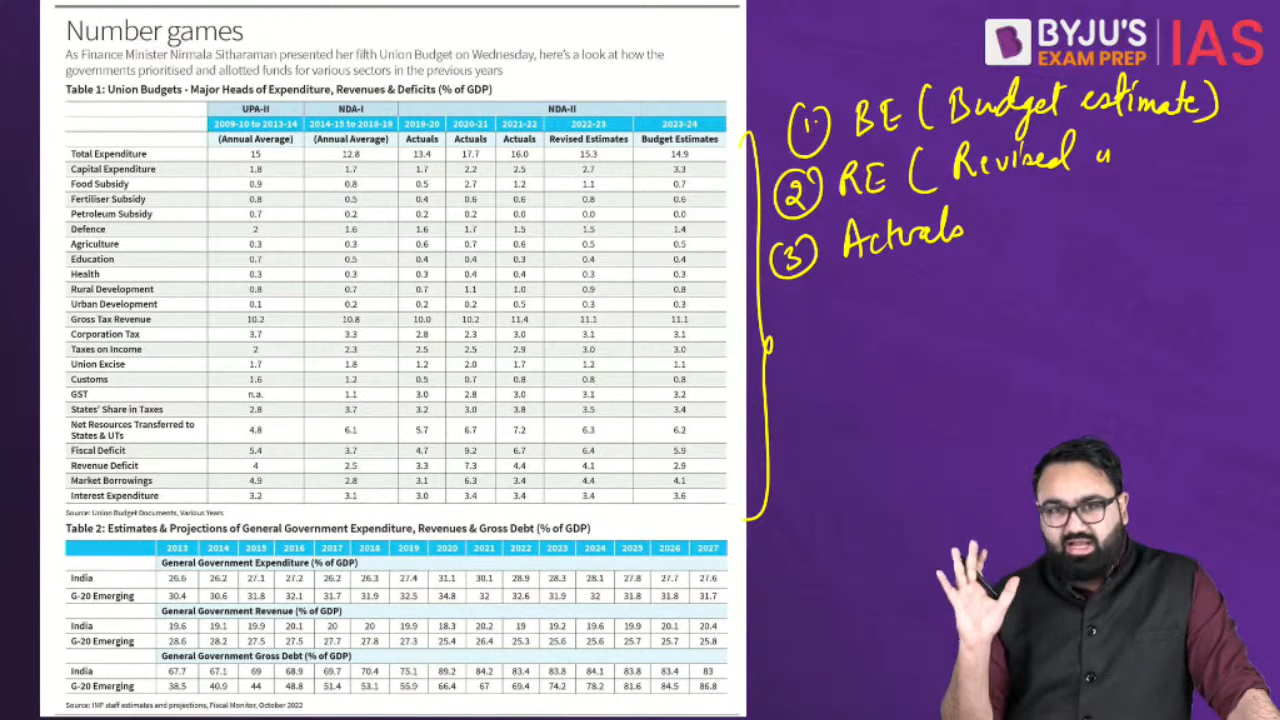 Number games
As Finance Minister Nirmala Sitharaman presented her fifth Union Budget on Wednesday, here's a look at how the
governments prioritised and allotted funds for various sectors in the previous years
Table 1: Union Budgets - Major Heads of Expenditure, Revenues & Deficits (% of GDP)
UPA-II NDA-I NDA-II
2009-10 to 2013-14 2014-15 to 2018-19 2019-20 2020-21 2021-22 2022-23 2023-24
(Annual Average) (Annual Average) Actuals Actuals Actuals Revised Estimates Budget Estimates
Total Expenditure 15 12.8 13.4 17.7 16.0 15.3 14.9
Capital Expenditure 1.8 1.7 1.7 2.2 2.5 2.7 3.3
Food Subsidy 0.9 0.8 0.5 2.7 1.2 1.1 0.7
Fertiliser Subsidy 0.8 0.5 0.4 0.6 0.6 0.8 0.6
Petroleum Subsidy 0.7 0.2 0.2 0.2 0.0 0.0 0.0
Defence 2 1.6 1.6 1.7 1.5 1.5 1.4
Agriculture 0.3 0.3 0.6 0.7 0.6 0.5 0.5
Education 0.7 0.5 0.4 0.4 0.3 0.4 0.4
Health 0.3 0.3 0.3 0.4 0.4 0.3 0.3
Rural Development 0.8 0.7 0.7 1.1 1.0 0.9 0.8
Urban Development 0.1 0.2 0.2 0.2 0.5 0.3 0.3
Gross Tax Revenue 10.2 10.8 10.0 10.2 11.4 11.1 11.1
Corporation Tax 3.7 3.3 2.8 2.3 3.0 3.1 3.1
Taxes on Income 2 2.3 2.5 2.5 2.9 3.0 3.0
Union Excise 1.7 1.8 1.2 2.0 1.7 1.2 1.1
Customs 1.6 1.2 0.5 0.7 0.8 0.8 0.8
GST n.a. 1.1 3.0 2.8 3.0 3.1 3.2
States' Share in Taxes 2.8 3.7 3.2 3.0 3.8 3.5 3.4
Net Resources Transferred to
States & UTs 4.8 6.1 5.7 6.7 7.2 6.3 6.2
Fiscal Deficit 5.4 3.7 4.7 9.2 6.7 6.4 5.9
Revenue Deficit 4 2.5 3.3 7.3 4.4 4.1 2.9
Market Borrowings 4.9 2.8 3.1 6.3 3.4 4.4 4.1
Interest Expenditure 3.2 3.1 3.0 3.4 3.4 3.4 3.6
Source: Union Budget Documents, Various Years
Table 2: Estimates & Projections of General Government Expenditure, Revenues & Gross Debt (% of GDP)
2013 2014 2015 2016 2017 2018 2019 2020 2021 2022 2023 2024 2025 2026 2027
General Government Expenditure (% of GDP)
India 26.6 26.2 27.1 27.2 26.2 26.3 27.4 31.1 30.1 28.9 28.3 28.1 27.8 27.7 27.6
G-20 Emerging 30.4 30.6 31.8 32.1 31.7 31.9 32.5 34.8 32 32.6 31.9 32 31.8 31.8 31.7
General Government Revenue (% of GDP)
India 19.6 19.1 19.9 20.1 20 20 19.9 18.3 20.2 19 19.2 19.6 19.9 20.1 20.4
G-20 Emerging 28.6 28.2 27.5 27.5 27.7 27.8 27.3 25.4 26.4 25.3 25.6 25.6 25.7 25.7 25.8
General Government Gross Debt (% of GDP)
India 67.7 67.1 69 68.9 69.7 70.4 75.1 89.2 84.2 83.4 83.8 84.1 83.8 83.4 83
G-20 Emerging 38.5 40.9 44 48.8 51.4 53.1 55.9 66.4 67 69.4 74.2 78.2 81.6 84.5 86.8
Source: IMF staff estimates and projections, Fiscal Monitor, October 2022
BYJU'S
EXAM PREP
IAS
1. BE (Budget estimate)
2 RE (Revised "
3 Actuals